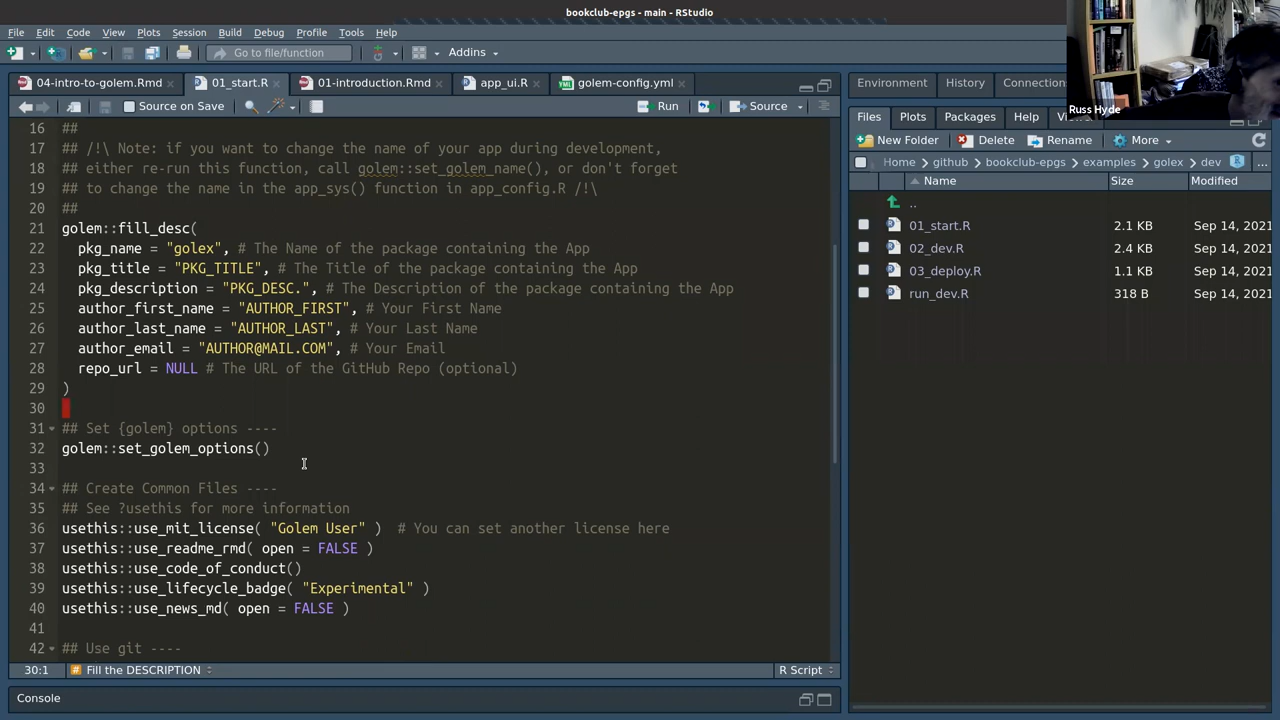 bookclub-epgs - main - RStudio
File Edit Code View Plots Session Build Debug Profile Tools Help
Go to file/function Addins
04-intro-to-golem.Rmd 01_start.R 01-introduction.Rmd app_ui.R golem-config.yml
Source on Save Run Source
16 ##
17 ## /!\ Note: if you want to change the name of your app during development,
18 ## either re-run this function, call golem::set_golem_name(), or don't forget
19 ## to change the name in the app_sys() function in app_config.R /!\
20 ##
21 golem::fill_desc(
22 pkg_name = "golex", # The Name of the package containing the App
23 pkg_title = "PKG_TITLE", # The Title of the package containing the App
24 pkg_description = "PKG_DESC.", # The Description of the package containing the App
25 author_first_name = "AUTHOR_FIRST", # Your First Name
26 author_last_name = "AUTHOR_LAST", # Your Last Name
27 author_email = "AUTHOR@MAIL.COM", # Your Email
28 repo_url = NULL # The URL of the GitHub Repo (optional)
29 )
30
31 ## Set {golem} options ----
32 golem::set_golem_options()
33
34 ## Create Common Files ----
35 ## See ?usethis for more information
36 usethis::use_mit_license( "Golem User" ) # You can set another license here
37 usethis::use_readme_rmd( open = FALSE )
38 usethis::use_code_of_conduct()
39 usethis::use_lifecycle_badge( "Experimental" )
40 usethis::use_news_md( open = FALSE )
41
42 ## Use git ----
30:1 Fill the DESCRIPTION R Script
Console
Environment History Connection
Russ Hyde
Files Plots Packages Help
New Folder Delete Rename More
Home github bookclub-epgs examples golex dev ...
Name Size Modified
..
01_start.R 2.1 KB Sep 14, 2021
02_dev.R 2.4 KB Sep 14, 2021
03_deploy.R 1.1 KB Sep 14, 2021
run_dev.R 318 B Sep 14, 2021